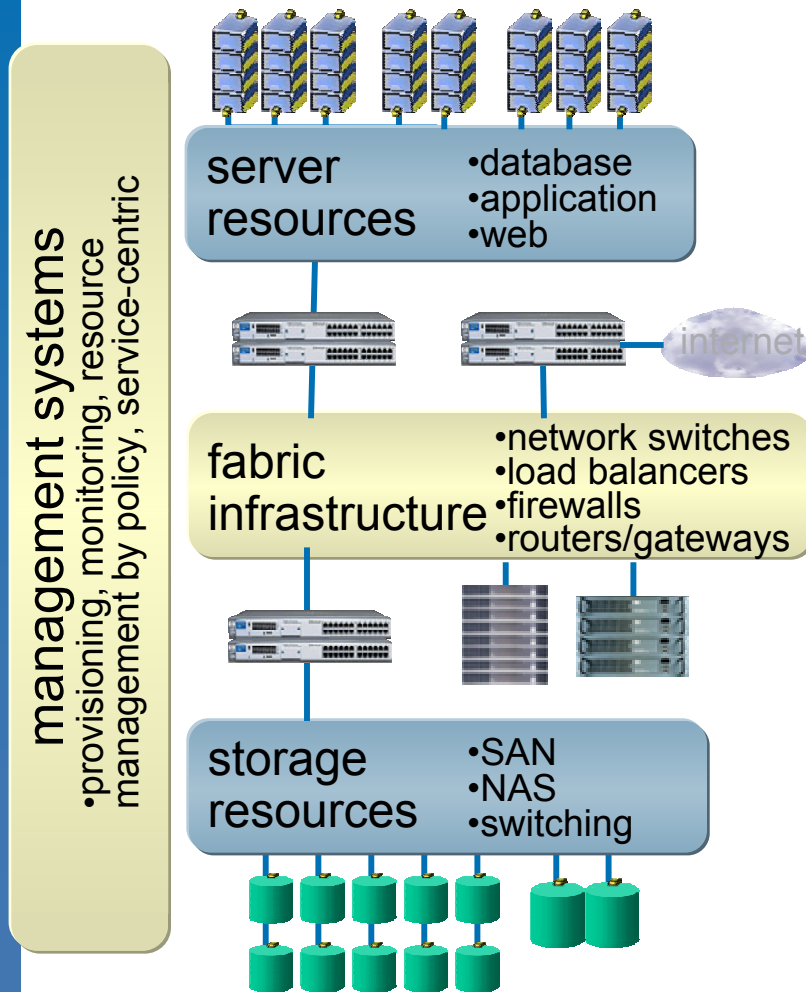 management systems
•provisioning, monitoring, resource
management by policy, service-centric
server
resources
•database
•application
•web
internet
fabric
infrastructure
•network switches
•load balancers
•firewalls
•routers/gateways
storage
resources
•SAN
•NAS
•switching